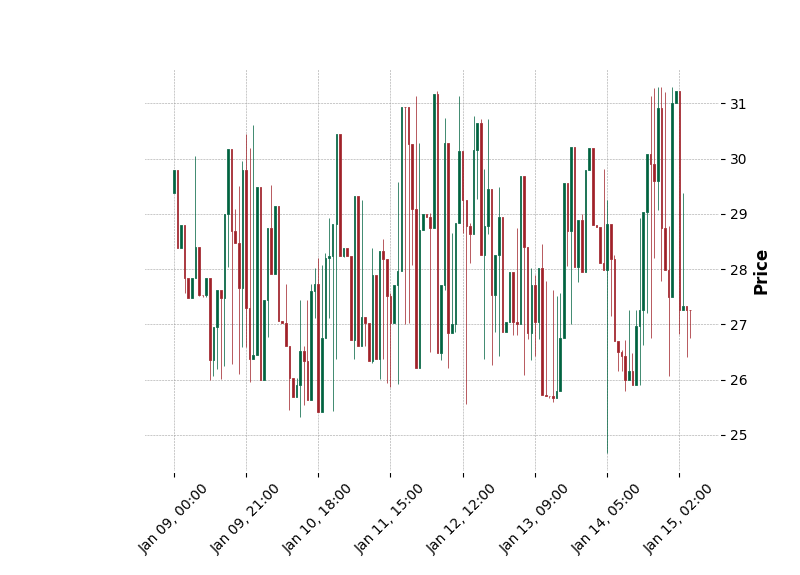 31
30
29
28
27
26
25
Price
Jan 09, 00:00
Jan 09, 21:00
Jan 10, 18:00
Jan 11, 15:00
Jan 12, 12:00
Jan 13, 09:00
Jan 14, 05:00
Jan 15, 02:00